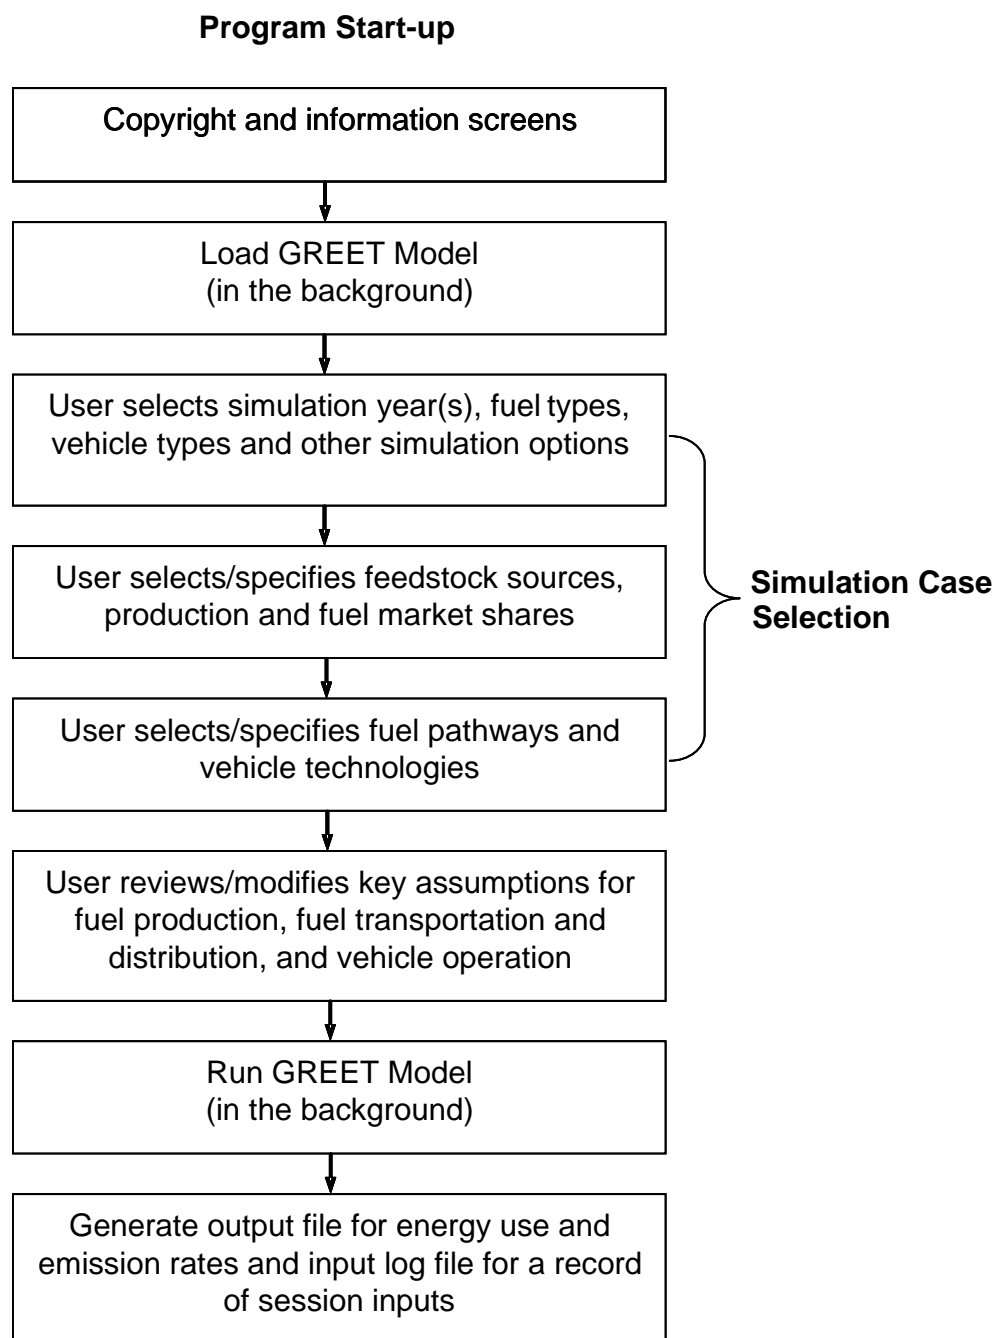 Program Start-up
Copyright and information screens
Load GREET Model
(in the background)
User selects simulation year(s), fuel types,
vehicle types and other simulation options
User selects/specifies feedstock sources,
production and fuel market shares
Simulation Case
Selection
User selects/specifies fuel pathways and
vehicle technologies
User reviews/modifies key assumptions for
fuel production, fuel transportation and
distribution, and vehicle operation
Run GREET Model
(in the background)
Generate output file for energy use and
emission rates and input log file for a record
of session inputs